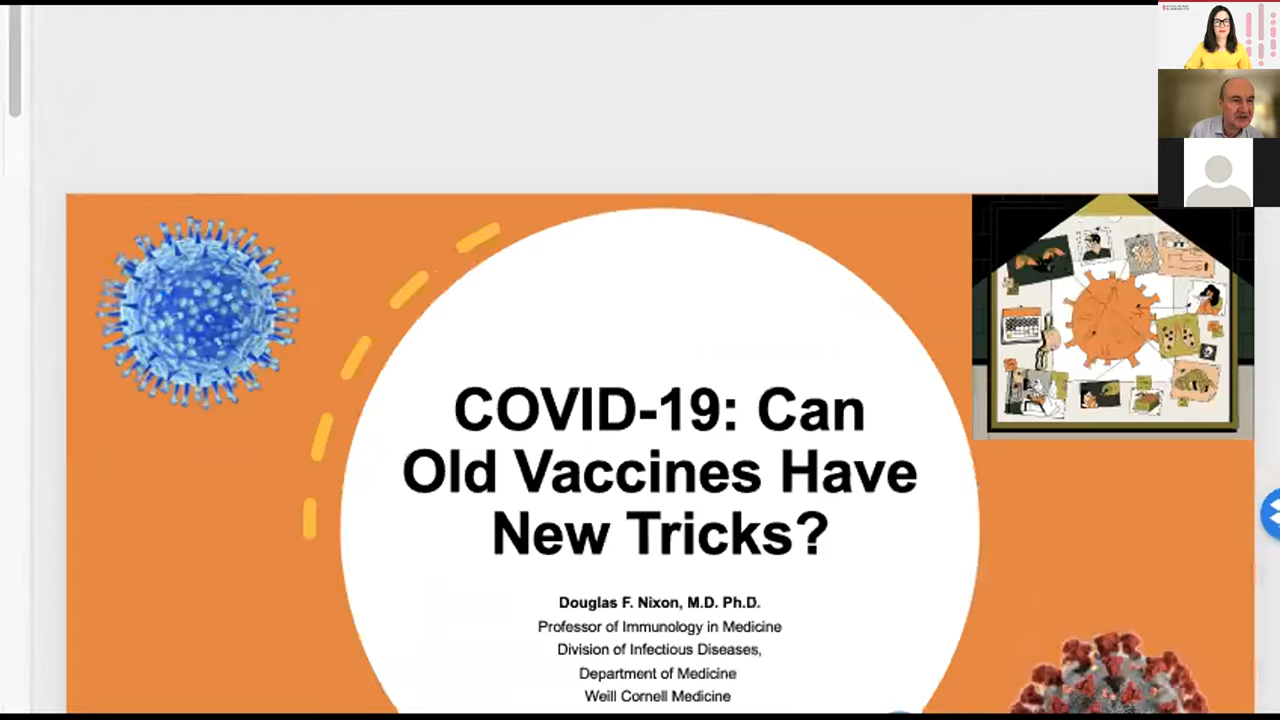 COVID-19: Can
Old Vaccines Have
New Tricks?
Douglas F. Nixon, M.D. Ph.D.
Professor of Immunology in Medicine
Division of Infectious Diseases,
Department of Medicine
Weill Cornell Medicine